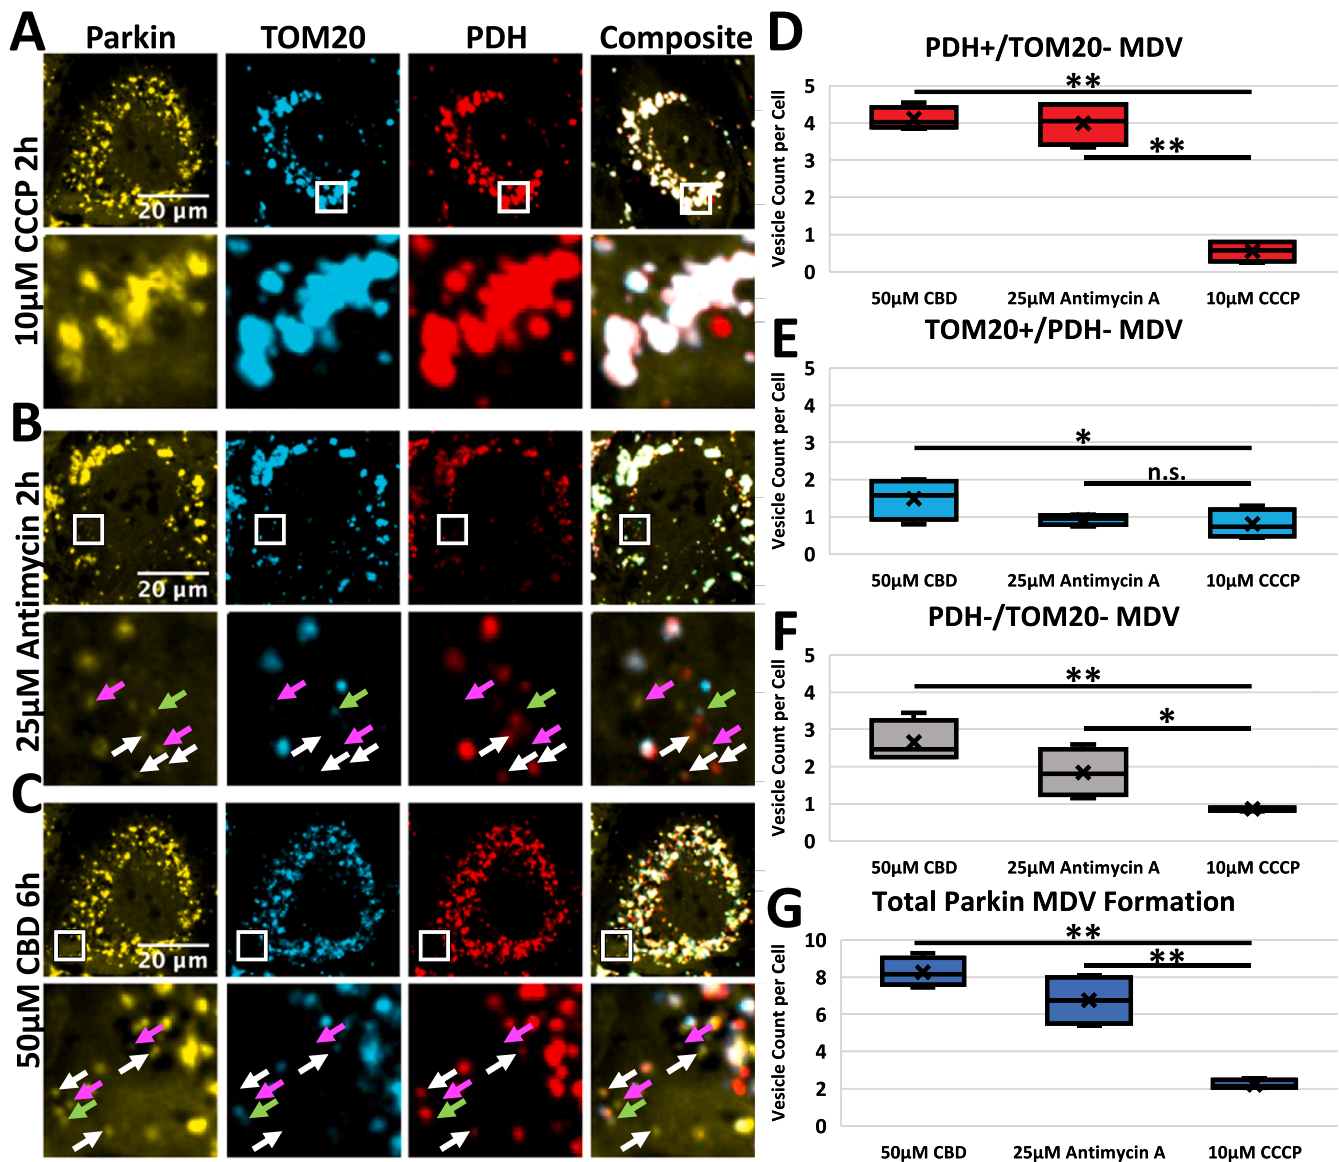 A
Parkin
TOM20
PDH
Composite
10µM CCCP 2h
20 µm
B
25µM Antimycin 2h
20 µm
C
50µM CBD 6h
20 µm
D
PDH+/TOM20- MDV
Vesicle Count per Cell
5
4
3
2
1
0
**
**
50µM CBD
25µM Antimycin A
10µM CCCP
E
TOM20+/PDH- MDV
Vesicle Count per Cell
5
4
3
2
1
0
*
n.s.
50µM CBD
25µM Antimycin A
10µM CCCP
F
PDH-/TOM20- MDV
Vesicle Count per Cell
5
4
3
2
1
0
**
*
50µM CBD
25µM Antimycin A
10µM CCCP
G
Total Parkin MDV Formation
Vesicle Count per Cell
10
8
6
4
2
0
**
**
50µM CBD
25µM Antimycin A
10µM CCCP